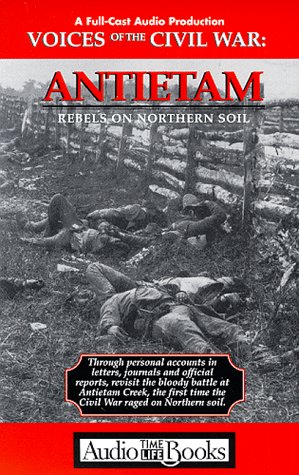 A Full-Cast Audio Production
VOICES OF THE CIVIL WAR:
ANTIETAM
REBELS ON NORTHERN SOIL
Through personal accounts in
letters, journals and official
reports, revisit the bloody battle at
Antietam Creek, the first time the
Civil War raged on Northern soil.
Audio TIME LIFE Books